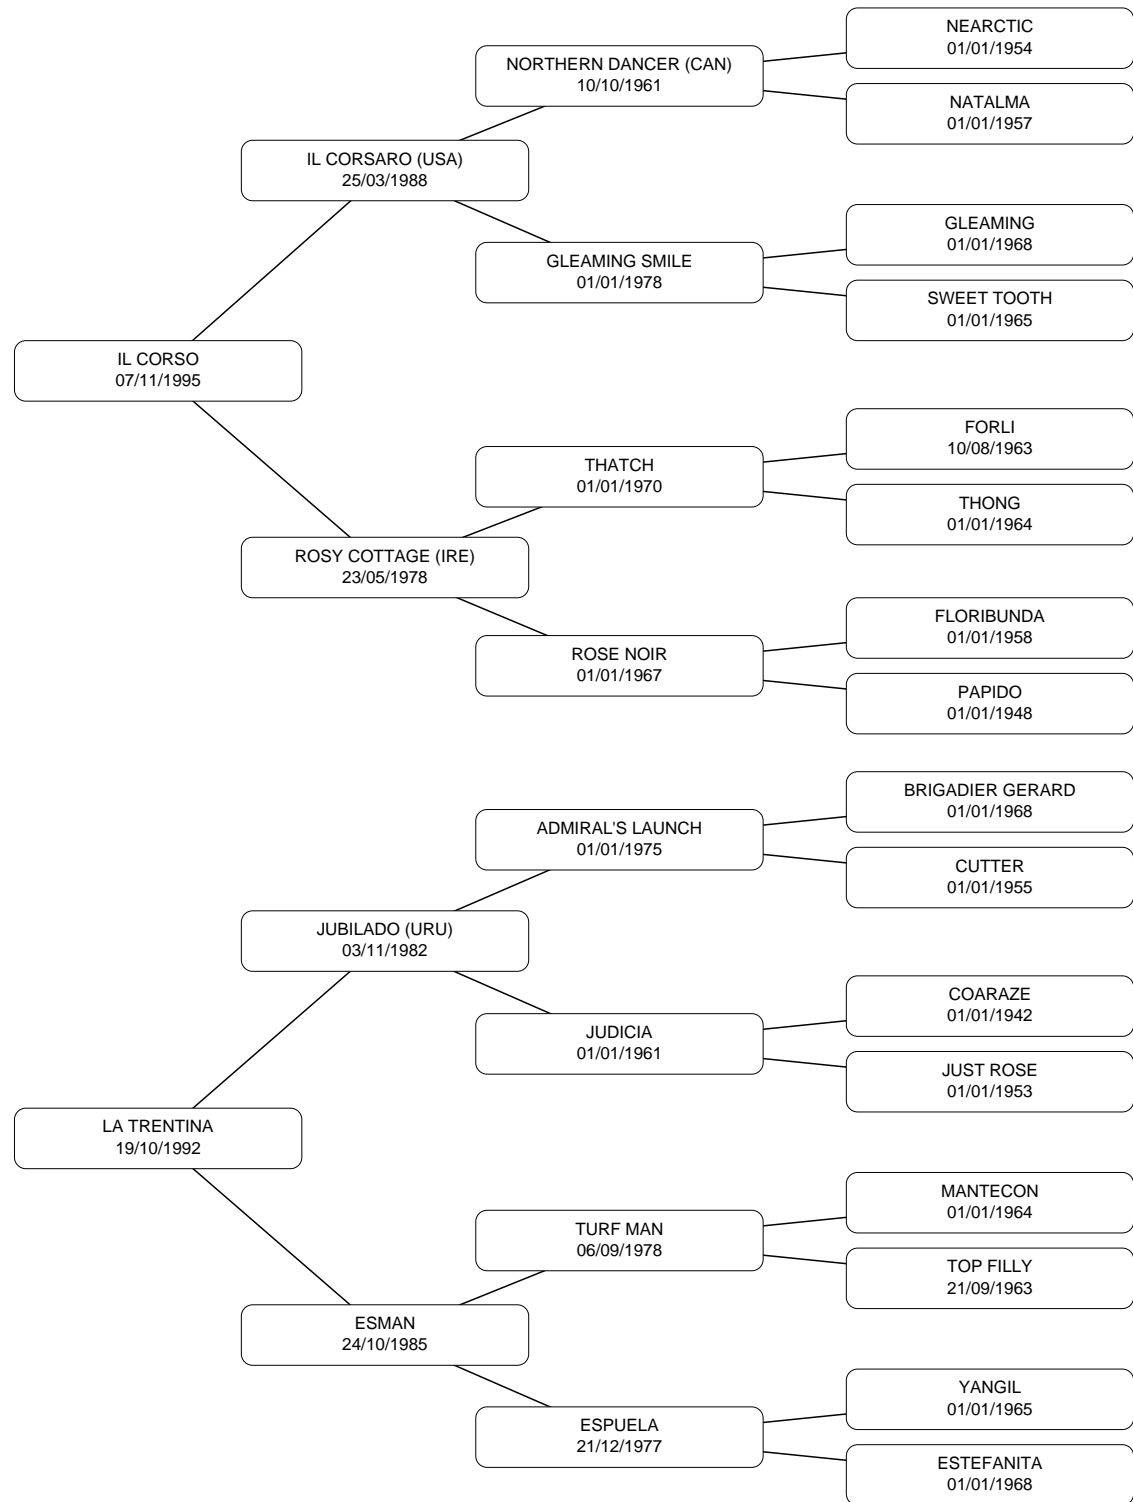 NEARCTIC
01/01/1954
NORTHERN DANCER (CAN)
10/10/1961
NATALMA
01/01/1957
IL CORSARO (USA)
25/03/1988
GLEAMING
01/01/1968
GLEAMING SMILE
01/01/1978
SWEET TOOTH
01/01/1965
IL CORSO
07/11/1995
FORLI
10/08/1963
THATCH
01/01/1970
THONG
01/01/1964
ROSY COTTAGE (IRE)
23/05/1978
FLORIBUNDA
01/01/1958
ROSE NOIR
01/01/1967
PAPIDO
01/01/1948
BRIGADIER GERARD
01/01/1968
ADMIRAL'S LAUNCH
01/01/1975
CUTTER
01/01/1955
JUBILADO (URU)
03/11/1982
COARAZE
01/01/1942
JUDICIA
01/01/1961
JUST ROSE
01/01/1953
LA TRENTINA
19/10/1992
MANTECON
01/01/1964
TURF MAN
06/09/1978
TOP FILLY
21/09/1963
ESMAN
24/10/1985
YANGIL
01/01/1965
ESPUELA
21/12/1977
ESTEFANITA
01/01/1968